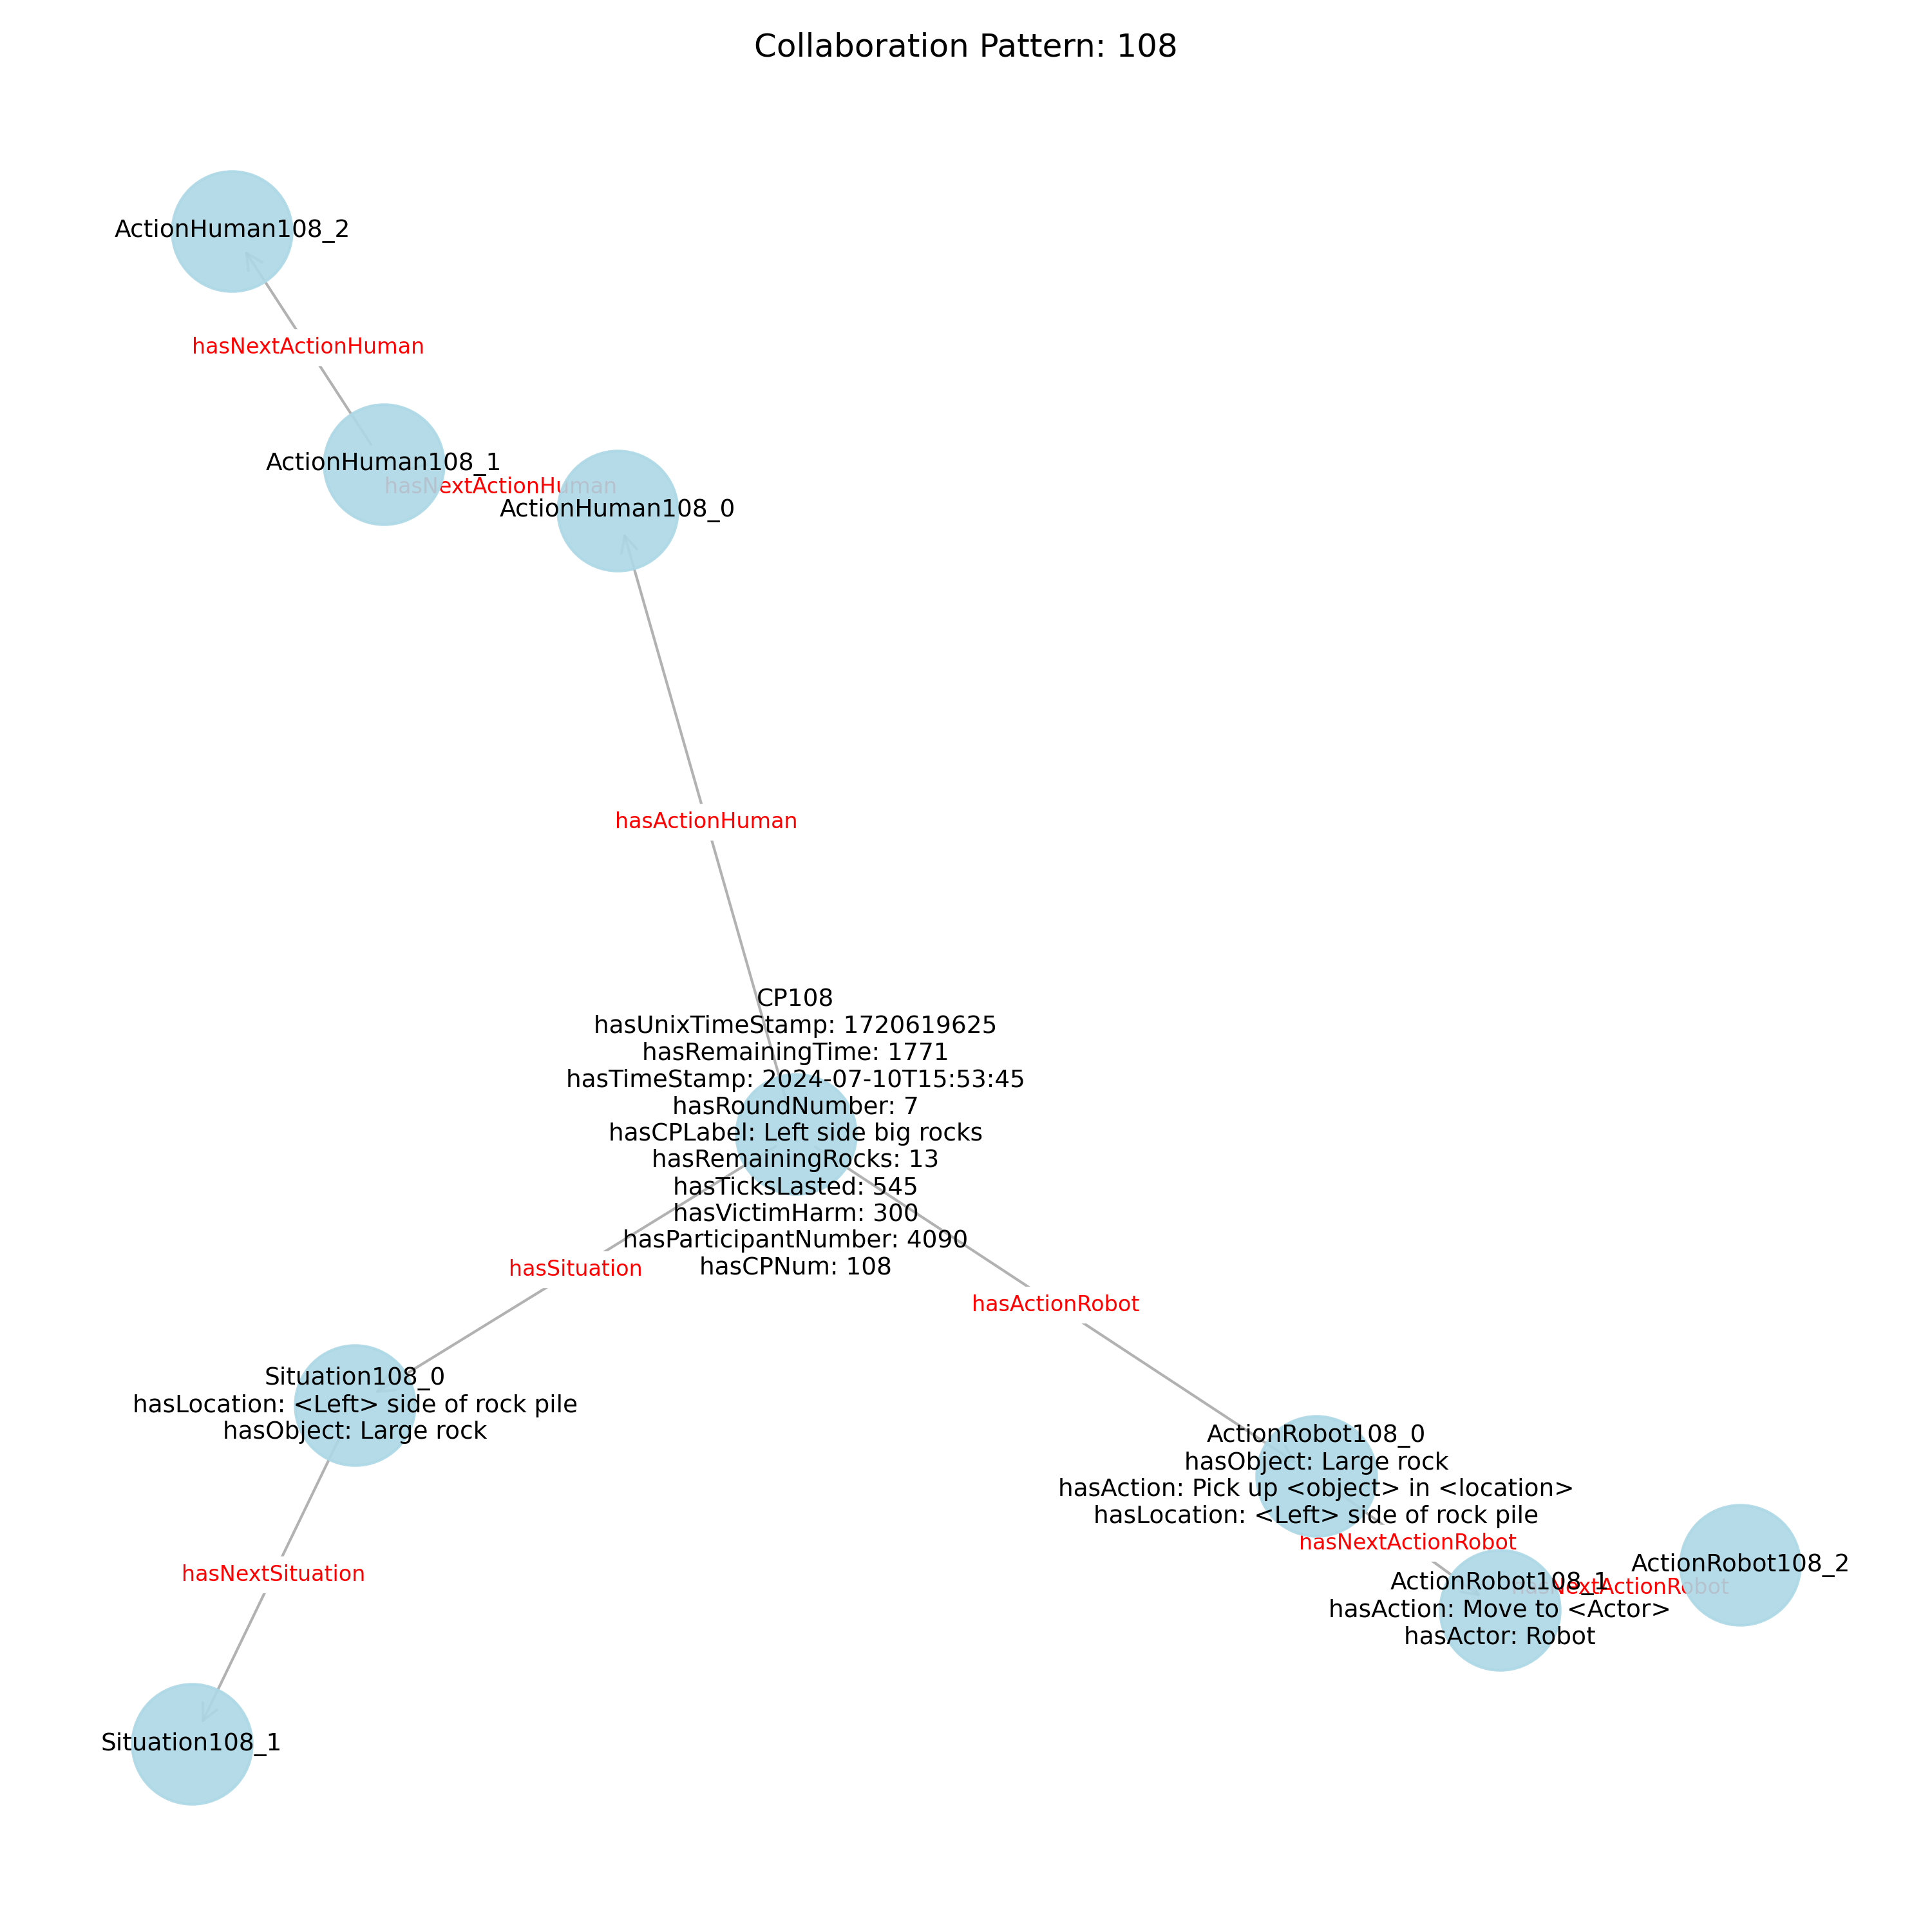 Collaboration Pattern: 108
ActionHuman108_2
hasNextActionHuman
ActionHuman108_1
hasNextActionHuman
ActionHuman108_0
hasActionHuman
CP108
hasUnixTimeStamp: 1720619625
hasRemainingTime: 1771
hasTimeStamp: 2024-07-10T15:53:45
hasRoundNumber: 7
hasCPLabel: Left side big rocks
hasRemainingRocks: 13
hasTicksLasted: 545
hasVictimHarm: 300
hasParticipantNumber: 4090
hasCPNum: 108
hasSituation
hasActionRobot
Situation108_0
hasLocation: <Left> side of rock pile
hasObject: Large rock
ActionRobot108_0
hasObject: Large rock
hasAction: Pick up <object> in <location>
hasLocation: <Left> side of rock pile
hasNextActionRobot
ActionRobot108_2
hasNextSituation
ActionRobot108_1
hasNextActionRobot
hasAction: Move to <Actor>
hasActor: Robot
Situation108_1